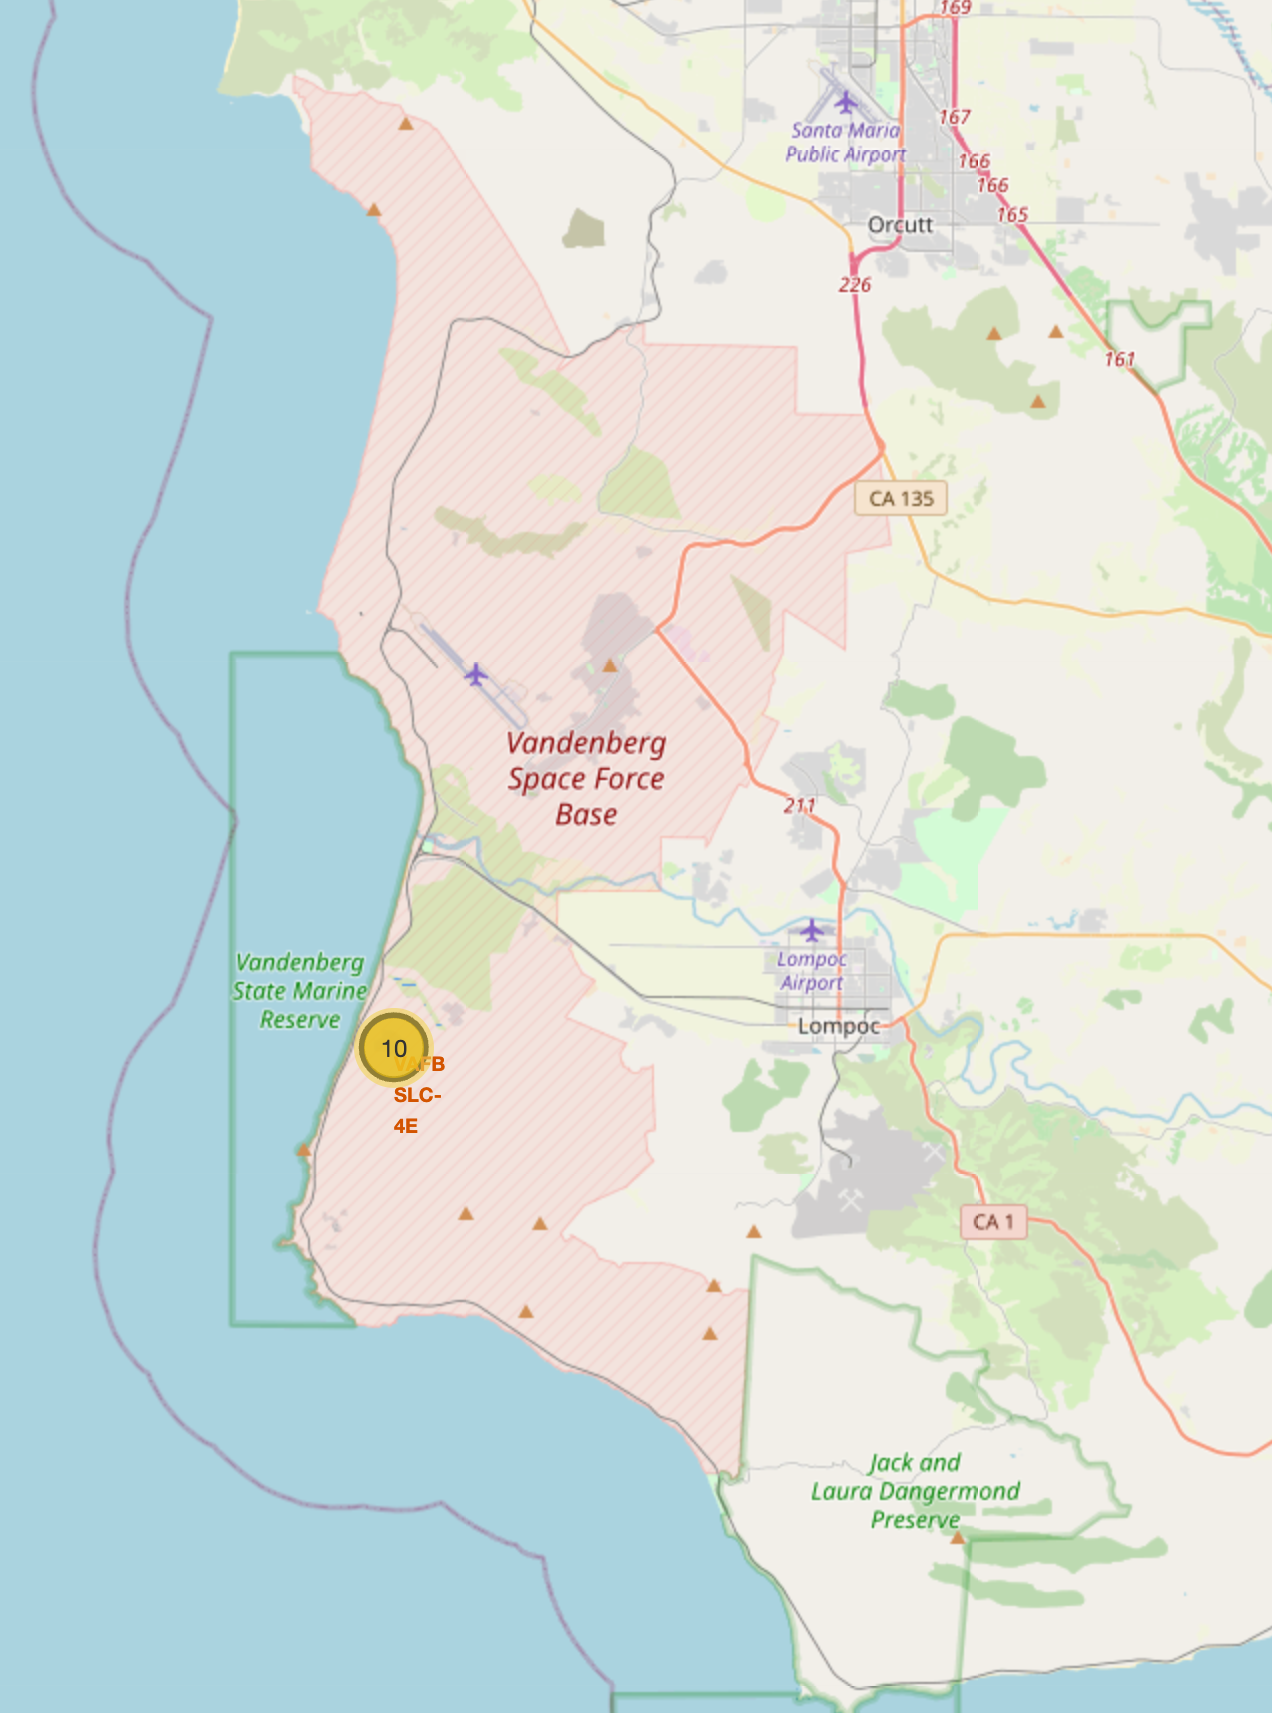 169
167
Santa Maria
Public Airport
166
166
165
Orcutt
226
161
CA 135
Vandenberg
Space Force
Base
211
Vandenberg
State Marine
Reserve
Lompoc
Airport
Lompoc
10
VAFB
SLC-
4E
CA 1
Jack and
Laura Dangermond
Preserve